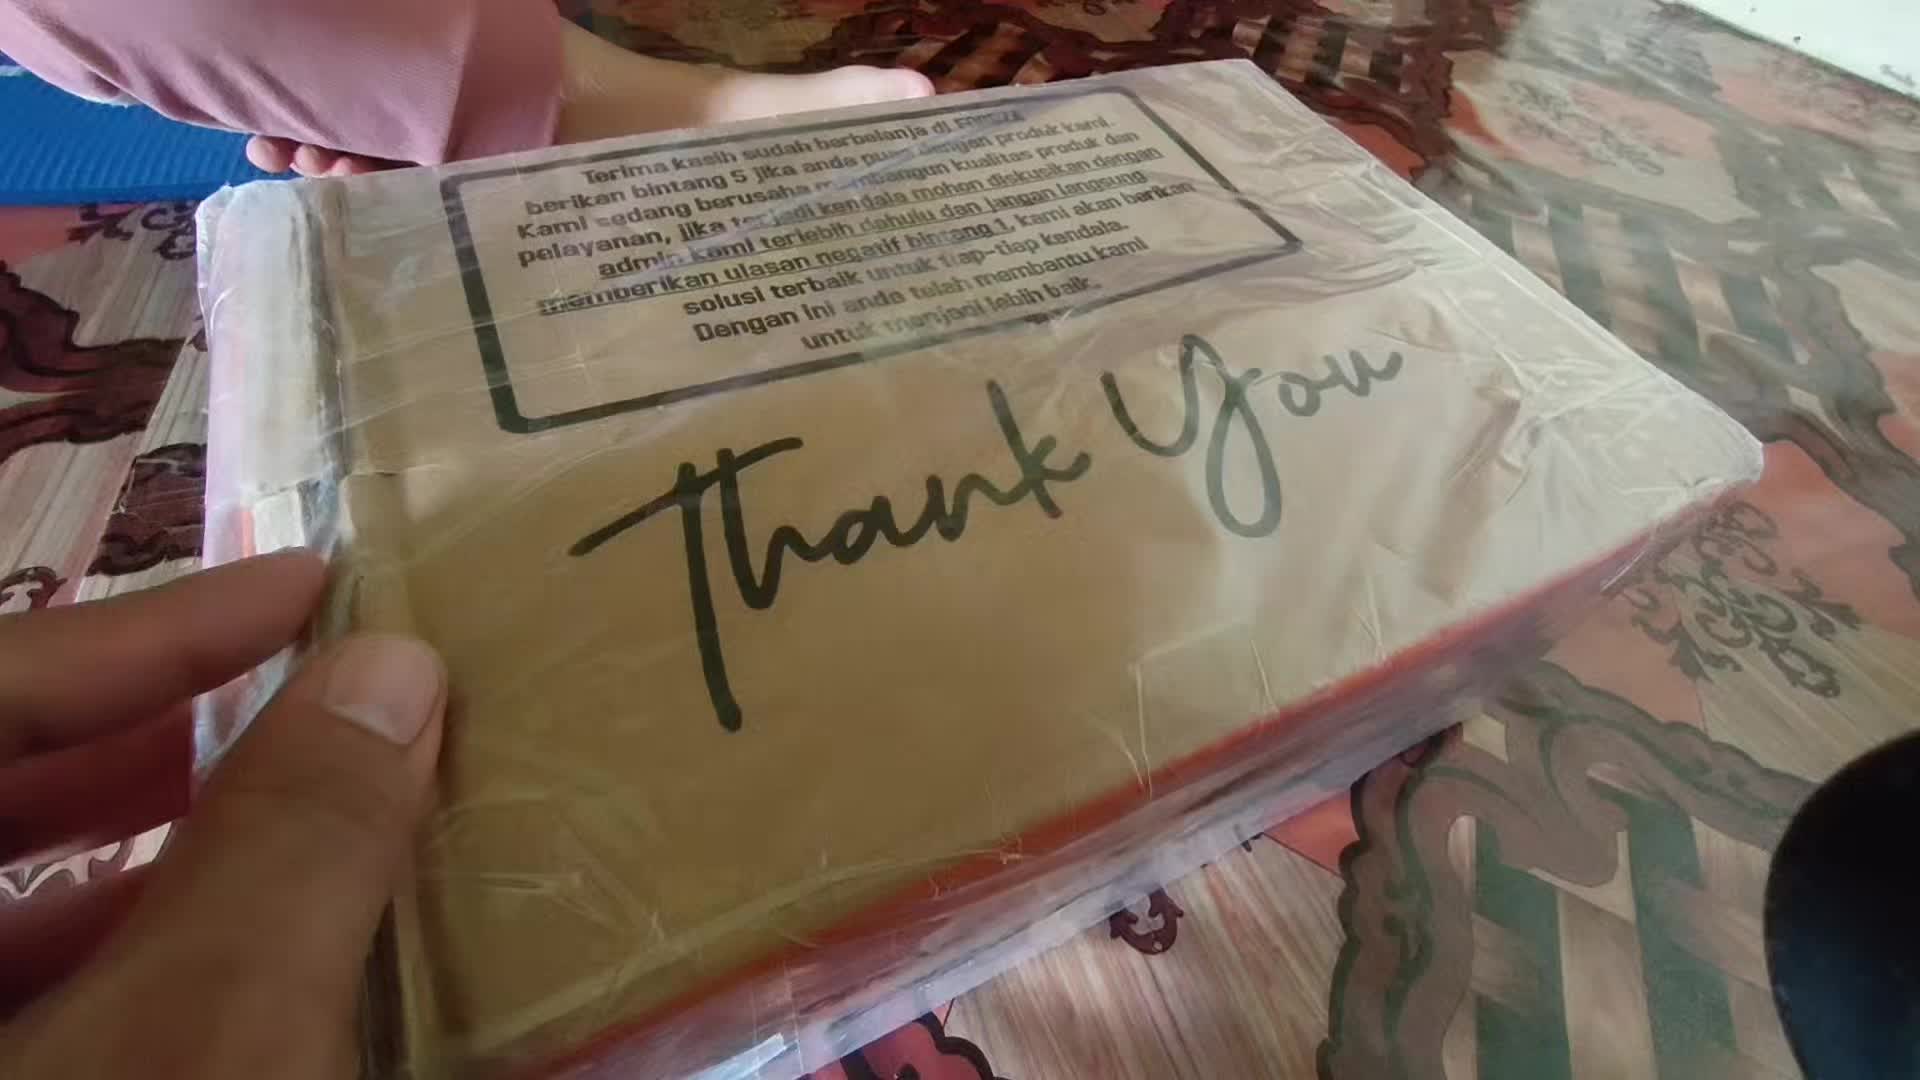 Terima kasih sudah berbelanja di
berikan bintang 5 jika anda puas dengan produk kami.
Kami sedang berusaha membangun kualitas produk dan
pelayanan, jika terjadi kendala mohon diskusikan dengan
admin kami terlebih dahulu dan jangan langsung
memberikan ulasan negatif bintang 1, kami akan berikan
solusi terbaik untuk tiap-tiap kendala.
Dengan ini anda telah membantu kami
untuk menjadi lebih baik.
Thank You